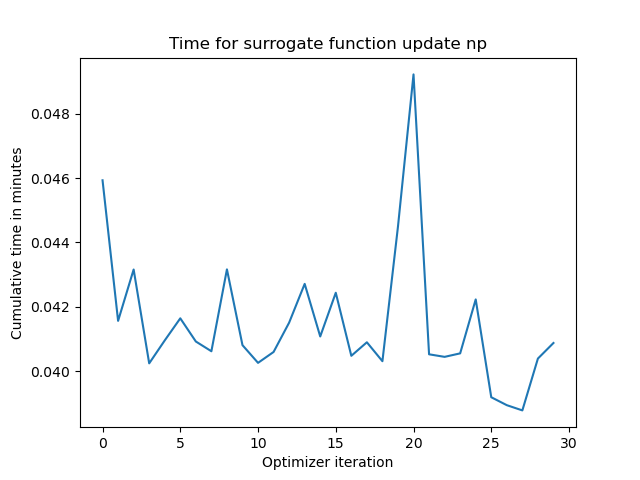 Time for surrogate function update np
Cumulative time in minutes
0.048
0.046
0.044
0.042
0.040
0 5 10 15 20 25 30
Optimizer iteration